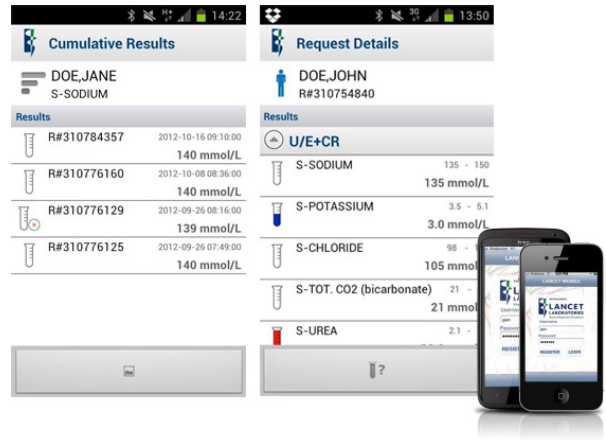 14:22
Cumulative Results
DOE,JANE
S-SODIUM
Results
R#310784357 2012-10-16 09:10:00
140 mmol/L
R#310776160 2012-10-08 08:36:00
140 mmol/L
R#310776129 2012-09-26 08:16:00
139 mmol/L
R#310776125 2012-09-26 07:49:00
140 mmol/L
3G 13:50
Request Details
DOE,JOHN
R#310754840
Results
U/E+CR
S-SODIUM 135 - 150
135 mmol/L
S-POTASSIUM 3.5 - 5.1
3.0 mmol/L
S-CHLORIDE 98 -
105 mmol
S-TOT. CO2 (bicarbonate) 21 -
21 mmol
S-UREA 2.1 -
?
hTC
LANCET MOBILE
LANCET
LABORATORIES
Username
Password
REGISTER LOGIN